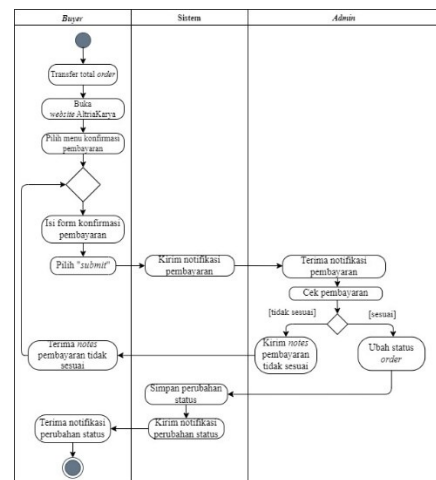 Buyer
Sistem
Admin
Transfer total order
Buka
website AltriaKarya
Pilih menu konfirmasi
pembayaran
Isi form konfirmasi
pembayaran
Pilih "submit"
Kirim notifikasi
pembayaran
Terima notifikasi
pembayaran
Cek pembayaran
[tidak sesuai]
[sesuai]
Kirim notes
pembayaran
tidak sesuai
Ubah status
order
Terima notes
pembayaran tidak
sesuai
Simpan perubahan
status
Kirim notifikasi
perubahan status
Terima notifikasi
perubahan status